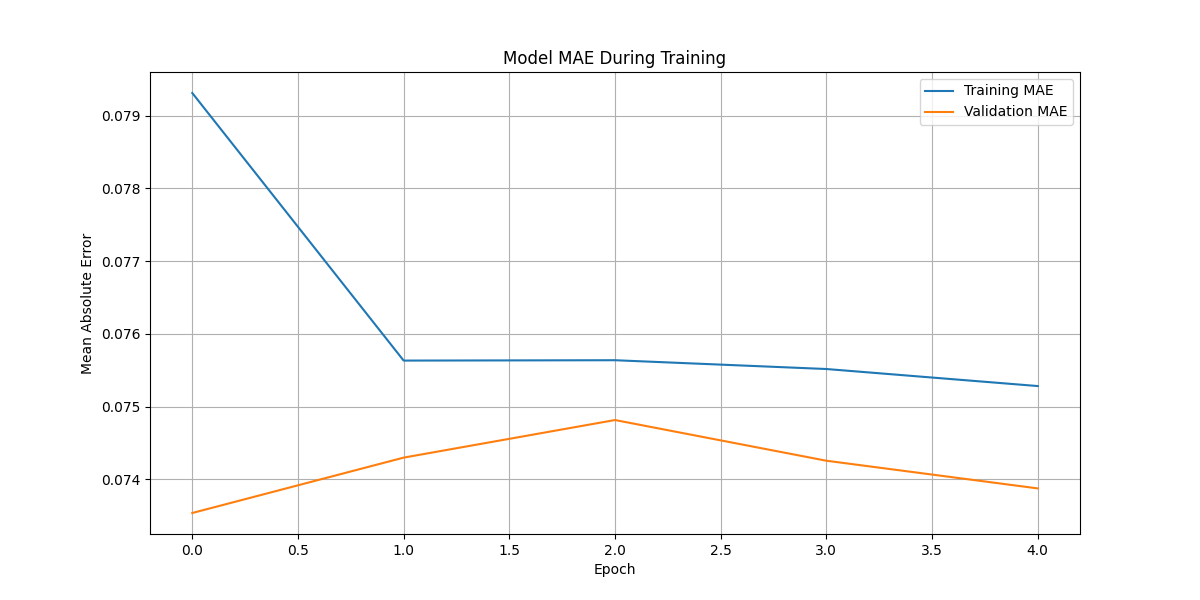 Model MAE During Training
Training MAE
Validation MAE
Mean Absolute Error
0.079
0.078
0.077
0.076
0.075
0.074
0.0 0.5 1.0 1.5 2.0 2.5 3.0 3.5 4.0
Epoch